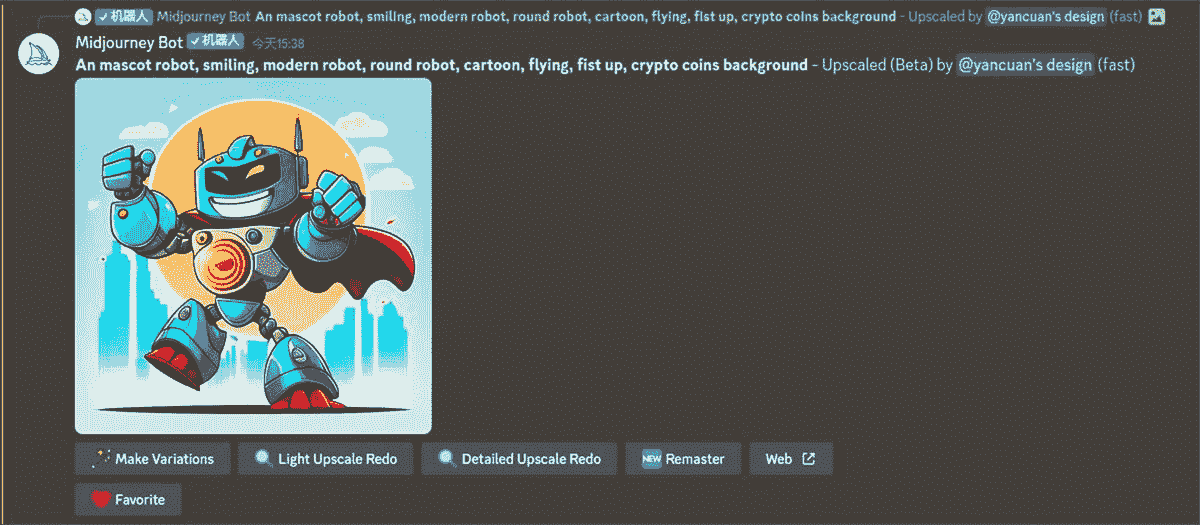 ✓机器人 Midjourney Bot An mascot robot, smiling, modern robot, round robot, cartoon, flying, fist up, crypto coins background - Upscaled by @yancuan's design (fast)
Midjourney Bot ✓机器人 今天15:38
An mascot robot, smiling, modern robot, round robot, cartoon, flying, fist up, crypto coins background - Upscaled (Beta) by @yancuan's design (fast)
Make Variations Light Upscale Redo Detailed Upscale Redo NEW Remaster Web
Favorite